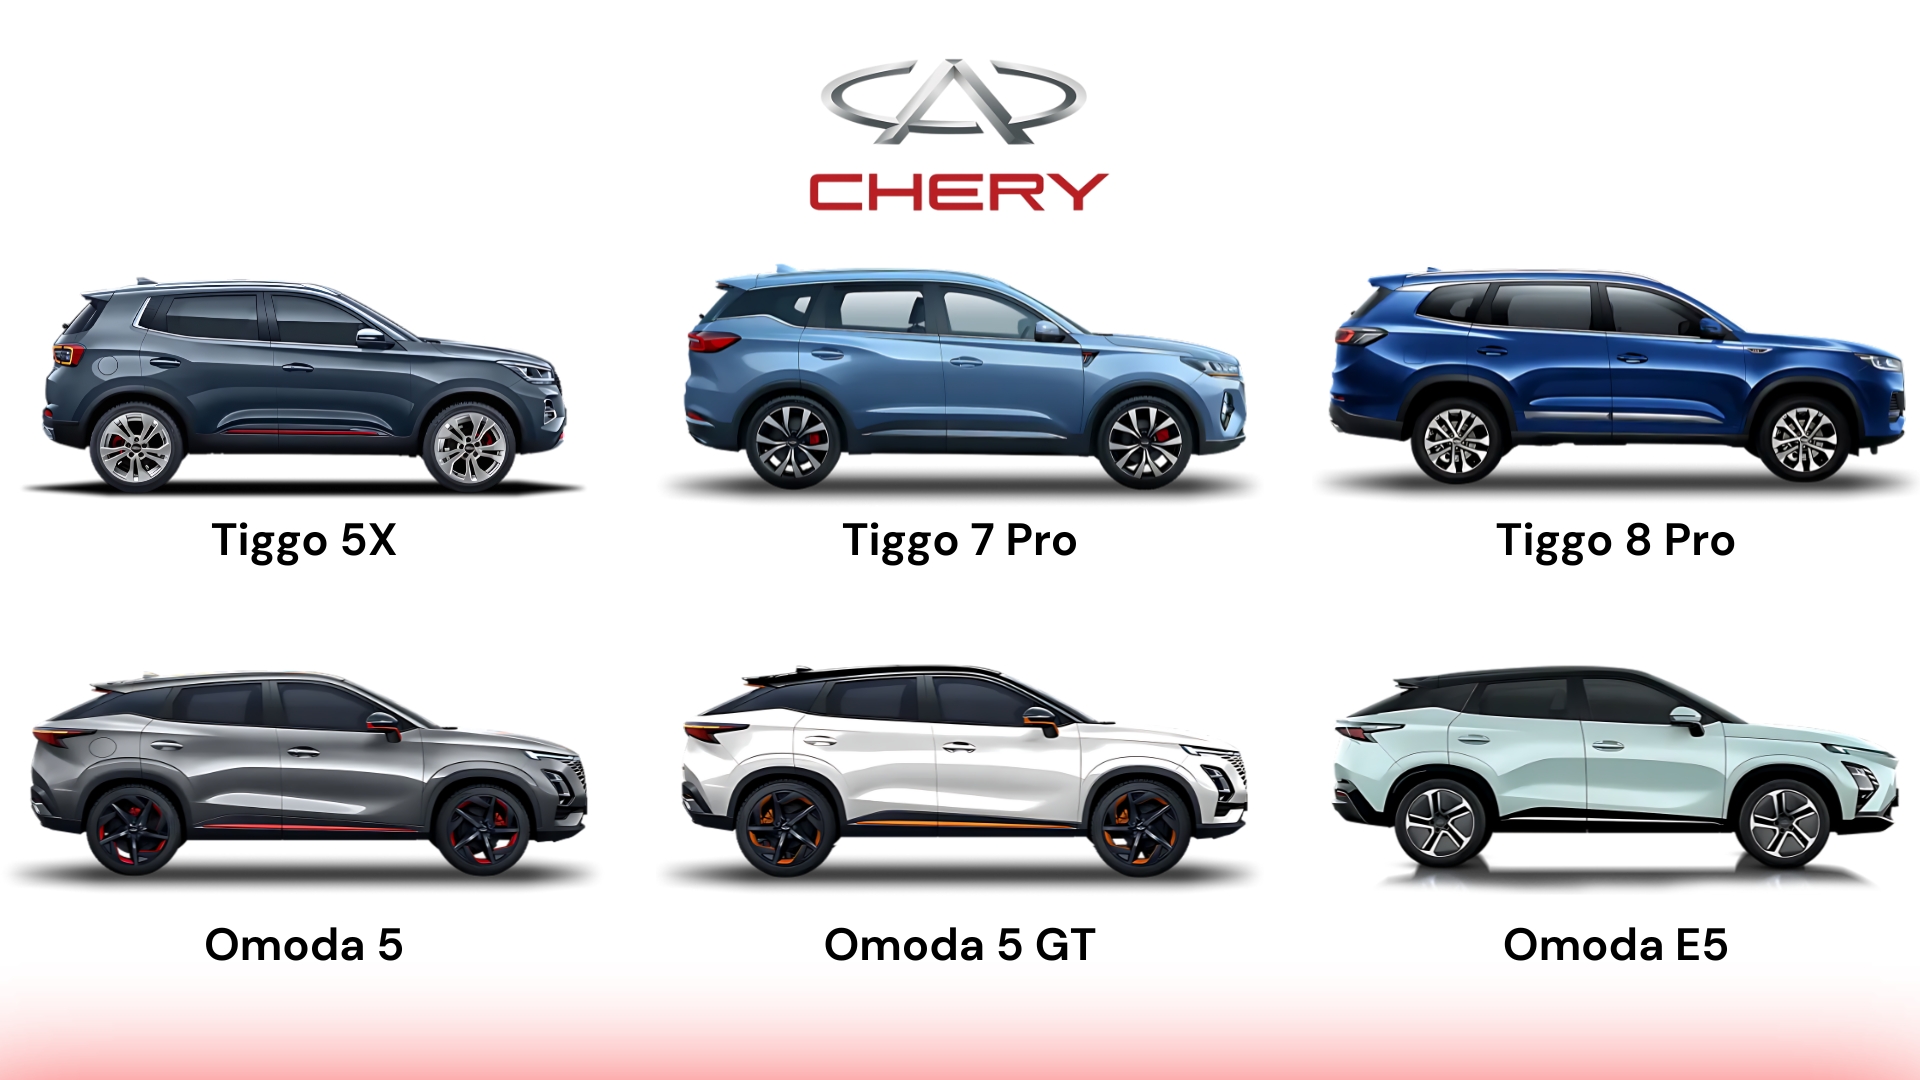 CHERY
Tiggo 5X
Tiggo 7 Pro
Tiggo 8 Pro
Omoda 5
Omoda 5 GT
Omoda E5